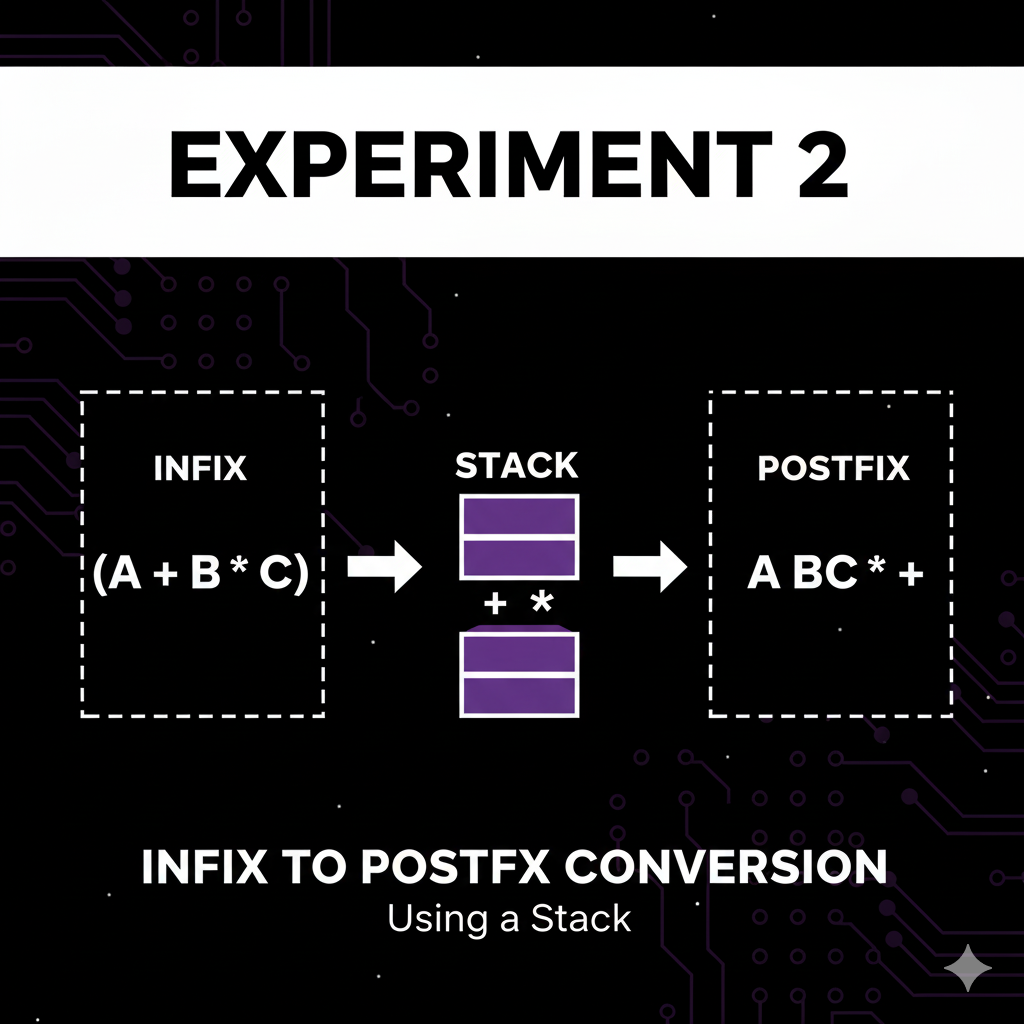 EXPERIMENT 2
INFIX
(A + B * C)
STACK
+ *
POSTFIX
A BC * +
INFIX TO POSTFX CONVERSION
Using a Stack